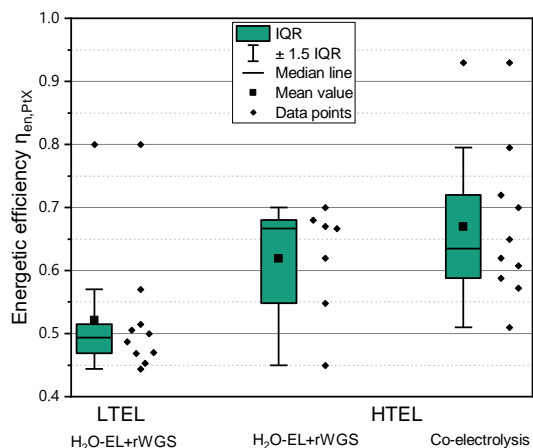 Energetic efficiency η_en,PtX
1.0
0.9
0.8
0.7
0.6
0.5
0.4
IQR
± 1.5 IQR
Median line
Mean value
Data points
LTEL
HTEL
H₂O-EL+rWGS
H₂O-EL+rWGS
Co-electrolysis